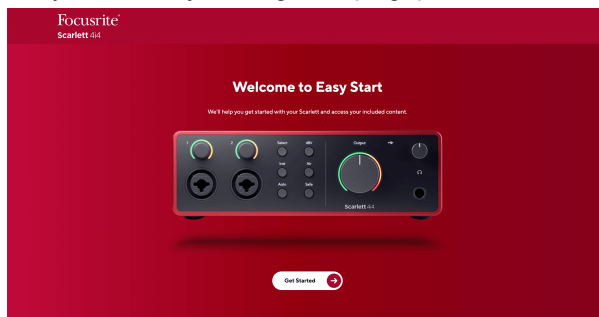 Focusrite®
Scarlett 4i4
Welcome to Easy Start
We'll help you get started with your Scarlett and access your included content.
1 2 Select 48V Output
Inst Air
Auto Safe
Scarlett 4i4
Get Started